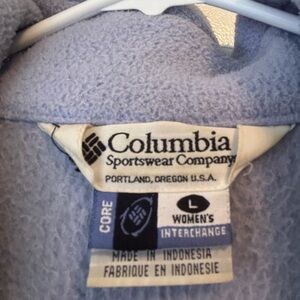 Columbia
Sportswear Company
PORTLAND, OREGON U.S.A.
CORE
L
WOMEN'S
INTERCHANGE
MADE IN INDONESIA
FABRIQUE EN INDONESIE